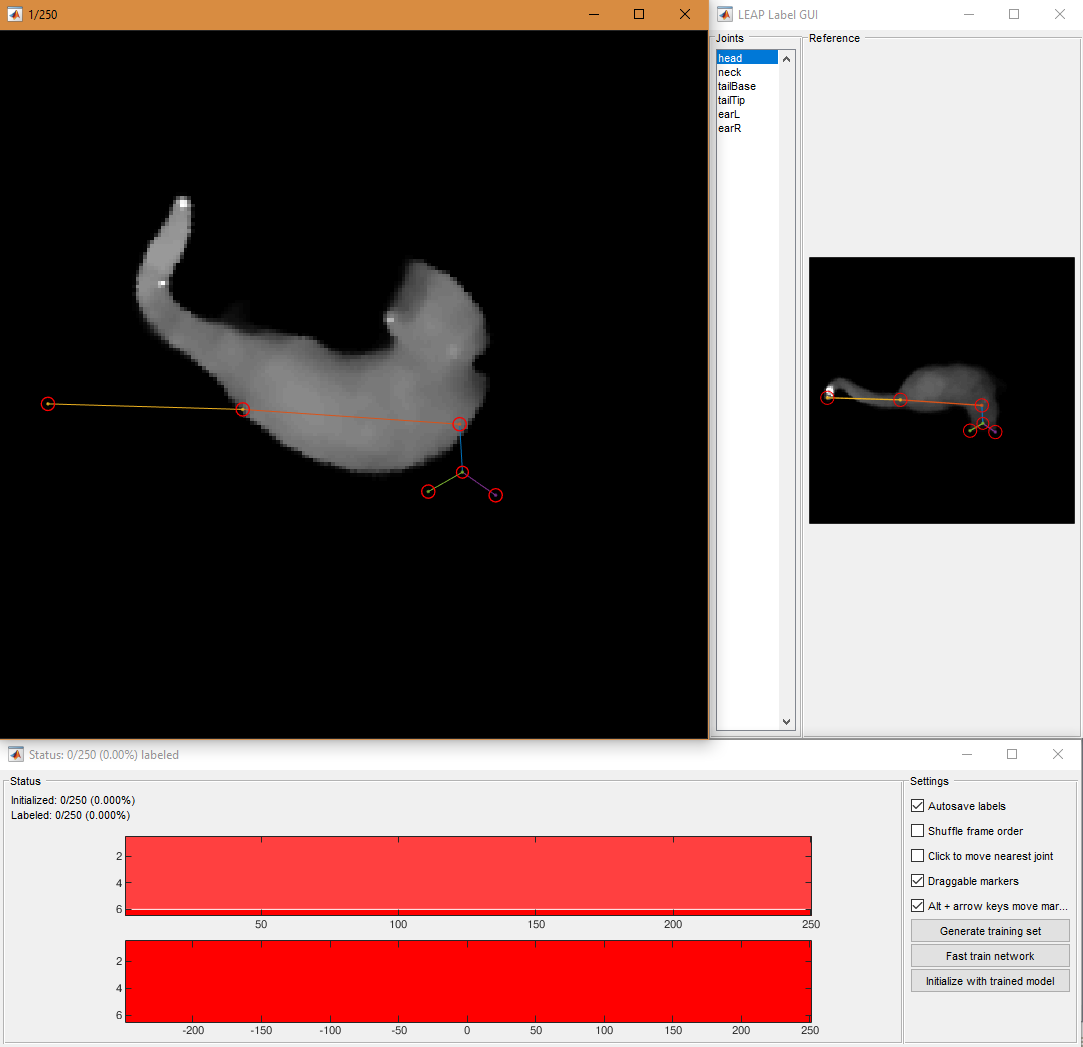 1/250
LEAP Label GUI
Joints
head
neck
tailBase
tailTip
earL
earR
Reference
Status: 0/250 (0.00%) labeled
Status
Initialized: 0/250 (0.000%)
Labeled: 0/250 (0.000%)
2
4
6
50
100
150
200
250
2
4
6
-200
-150
-100
-50
0
50
100
150
200
250
Settings
Autosave labels
Shuffle frame order
Click to move nearest joint
Draggable markers
Alt + arrow keys move mar...
Generate training set
Fast train network
Initialize with trained model